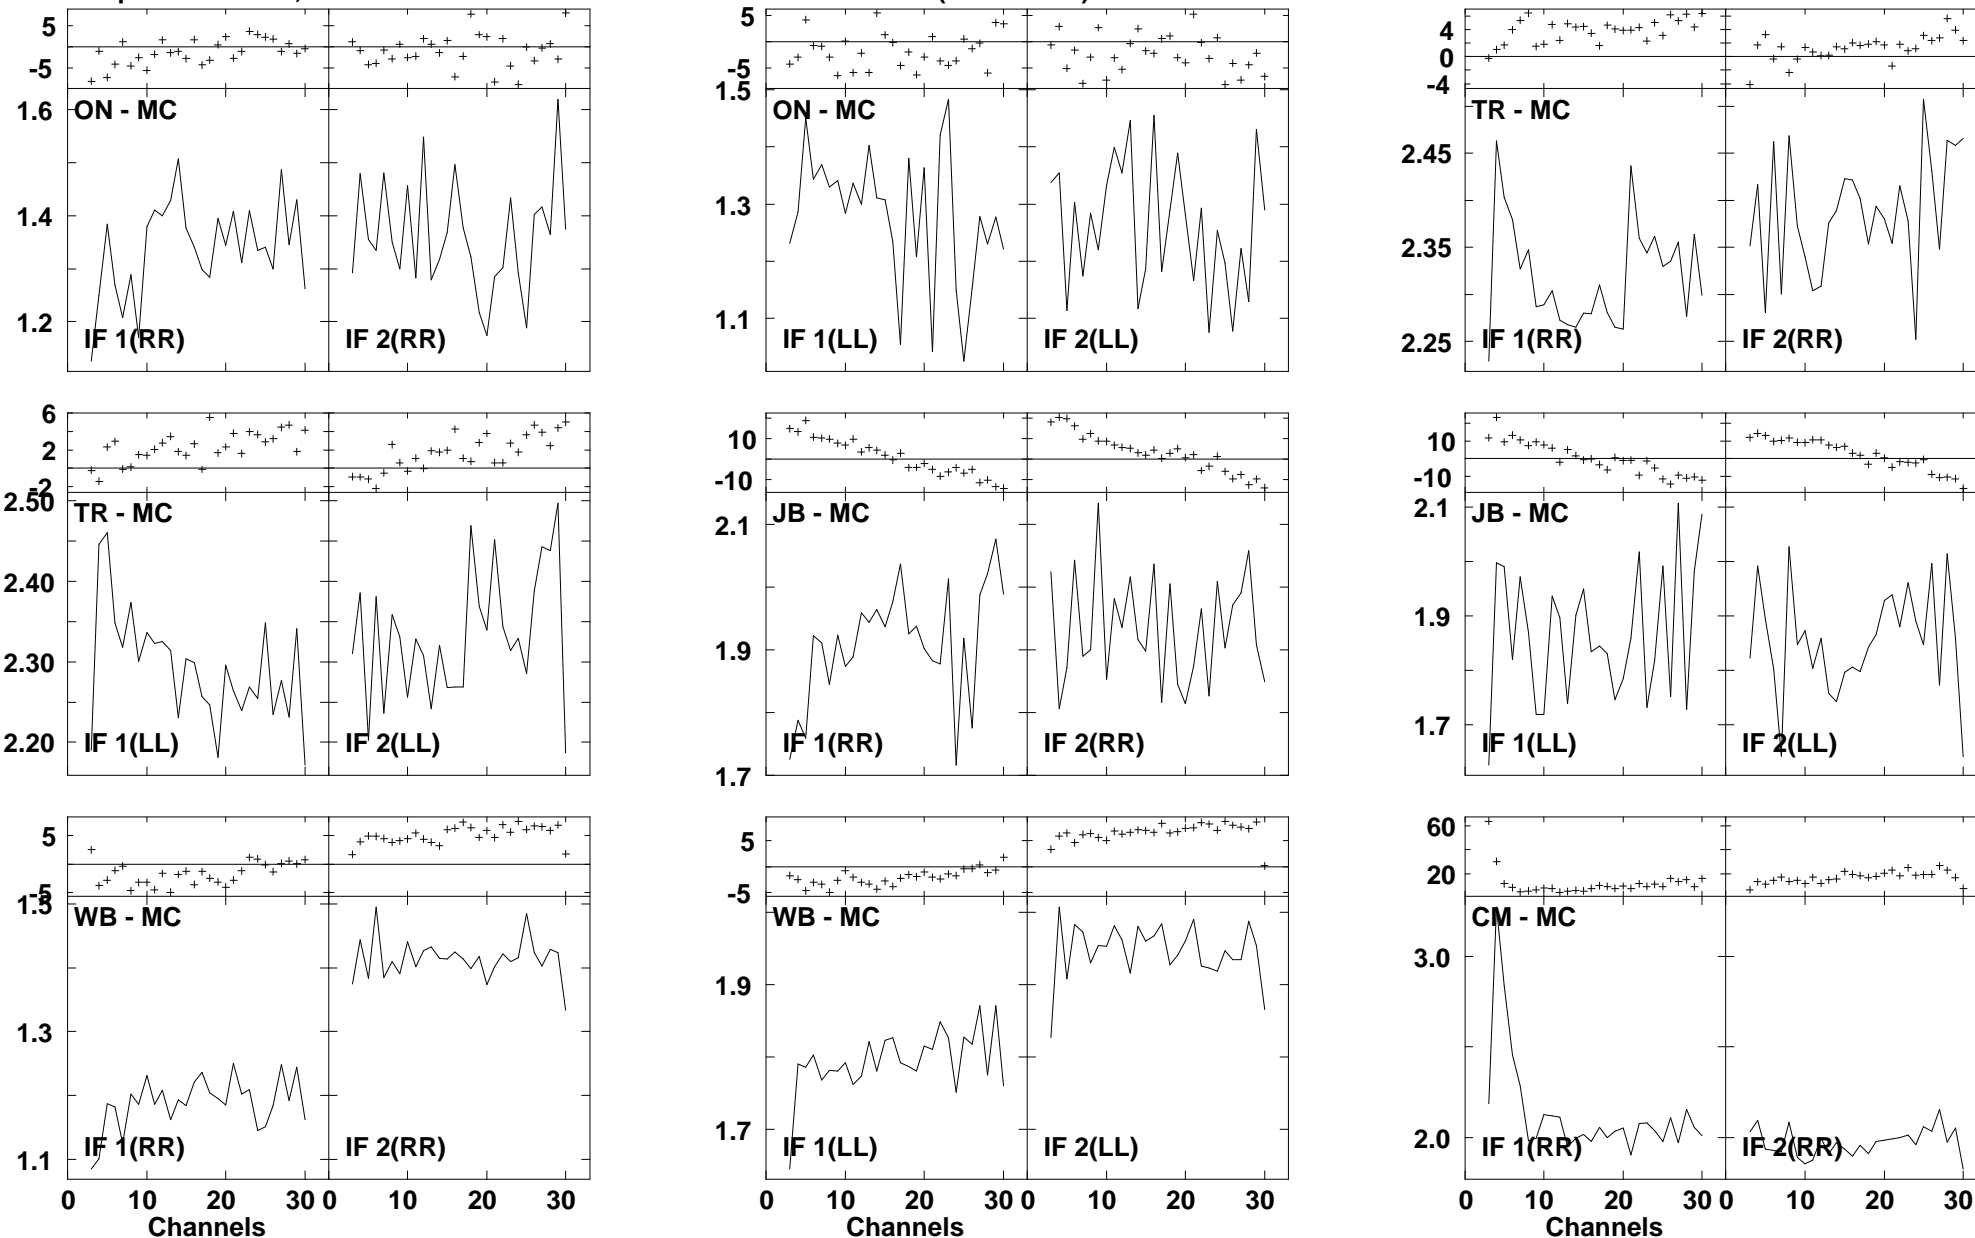 5 5 4
-5 -5 0
1.5 -4
1.6 ON - MC ON - MC TR - MC
2.45
1.4 1.3 2.35
1.2 IF 1(RR) IF 2(RR) 1.1 IF 1(LL) IF 2(LL) 2.25 IF 1(RR) IF 2(RR)
6
2 10 10
-2 -10 -10
2.50 TR - MC 2.1 JB - MC 2.1 JB - MC
2.40
2.30 1.9 1.9
2.20 IF 1(LL) IF 2(LL) IF 1(RR) IF 2(RR) 1.7 IF 1(LL) IF 2(LL)
1.7
5 5 60
-5 -5 20
1.5 WB - MC WB - MC CM - MC
1.9 3.0
1.3
1.7 2.0
1.1 IF 1(RR) IF 2(RR) IF 1(LL) IF 2(LL) IF 1(RR) IF 2(RR)
0 10 20 30 0 10 20 30 0 10 20 30 0 10 20 30 0 10 20 30 0 10 20 30
Channels Channels Channels